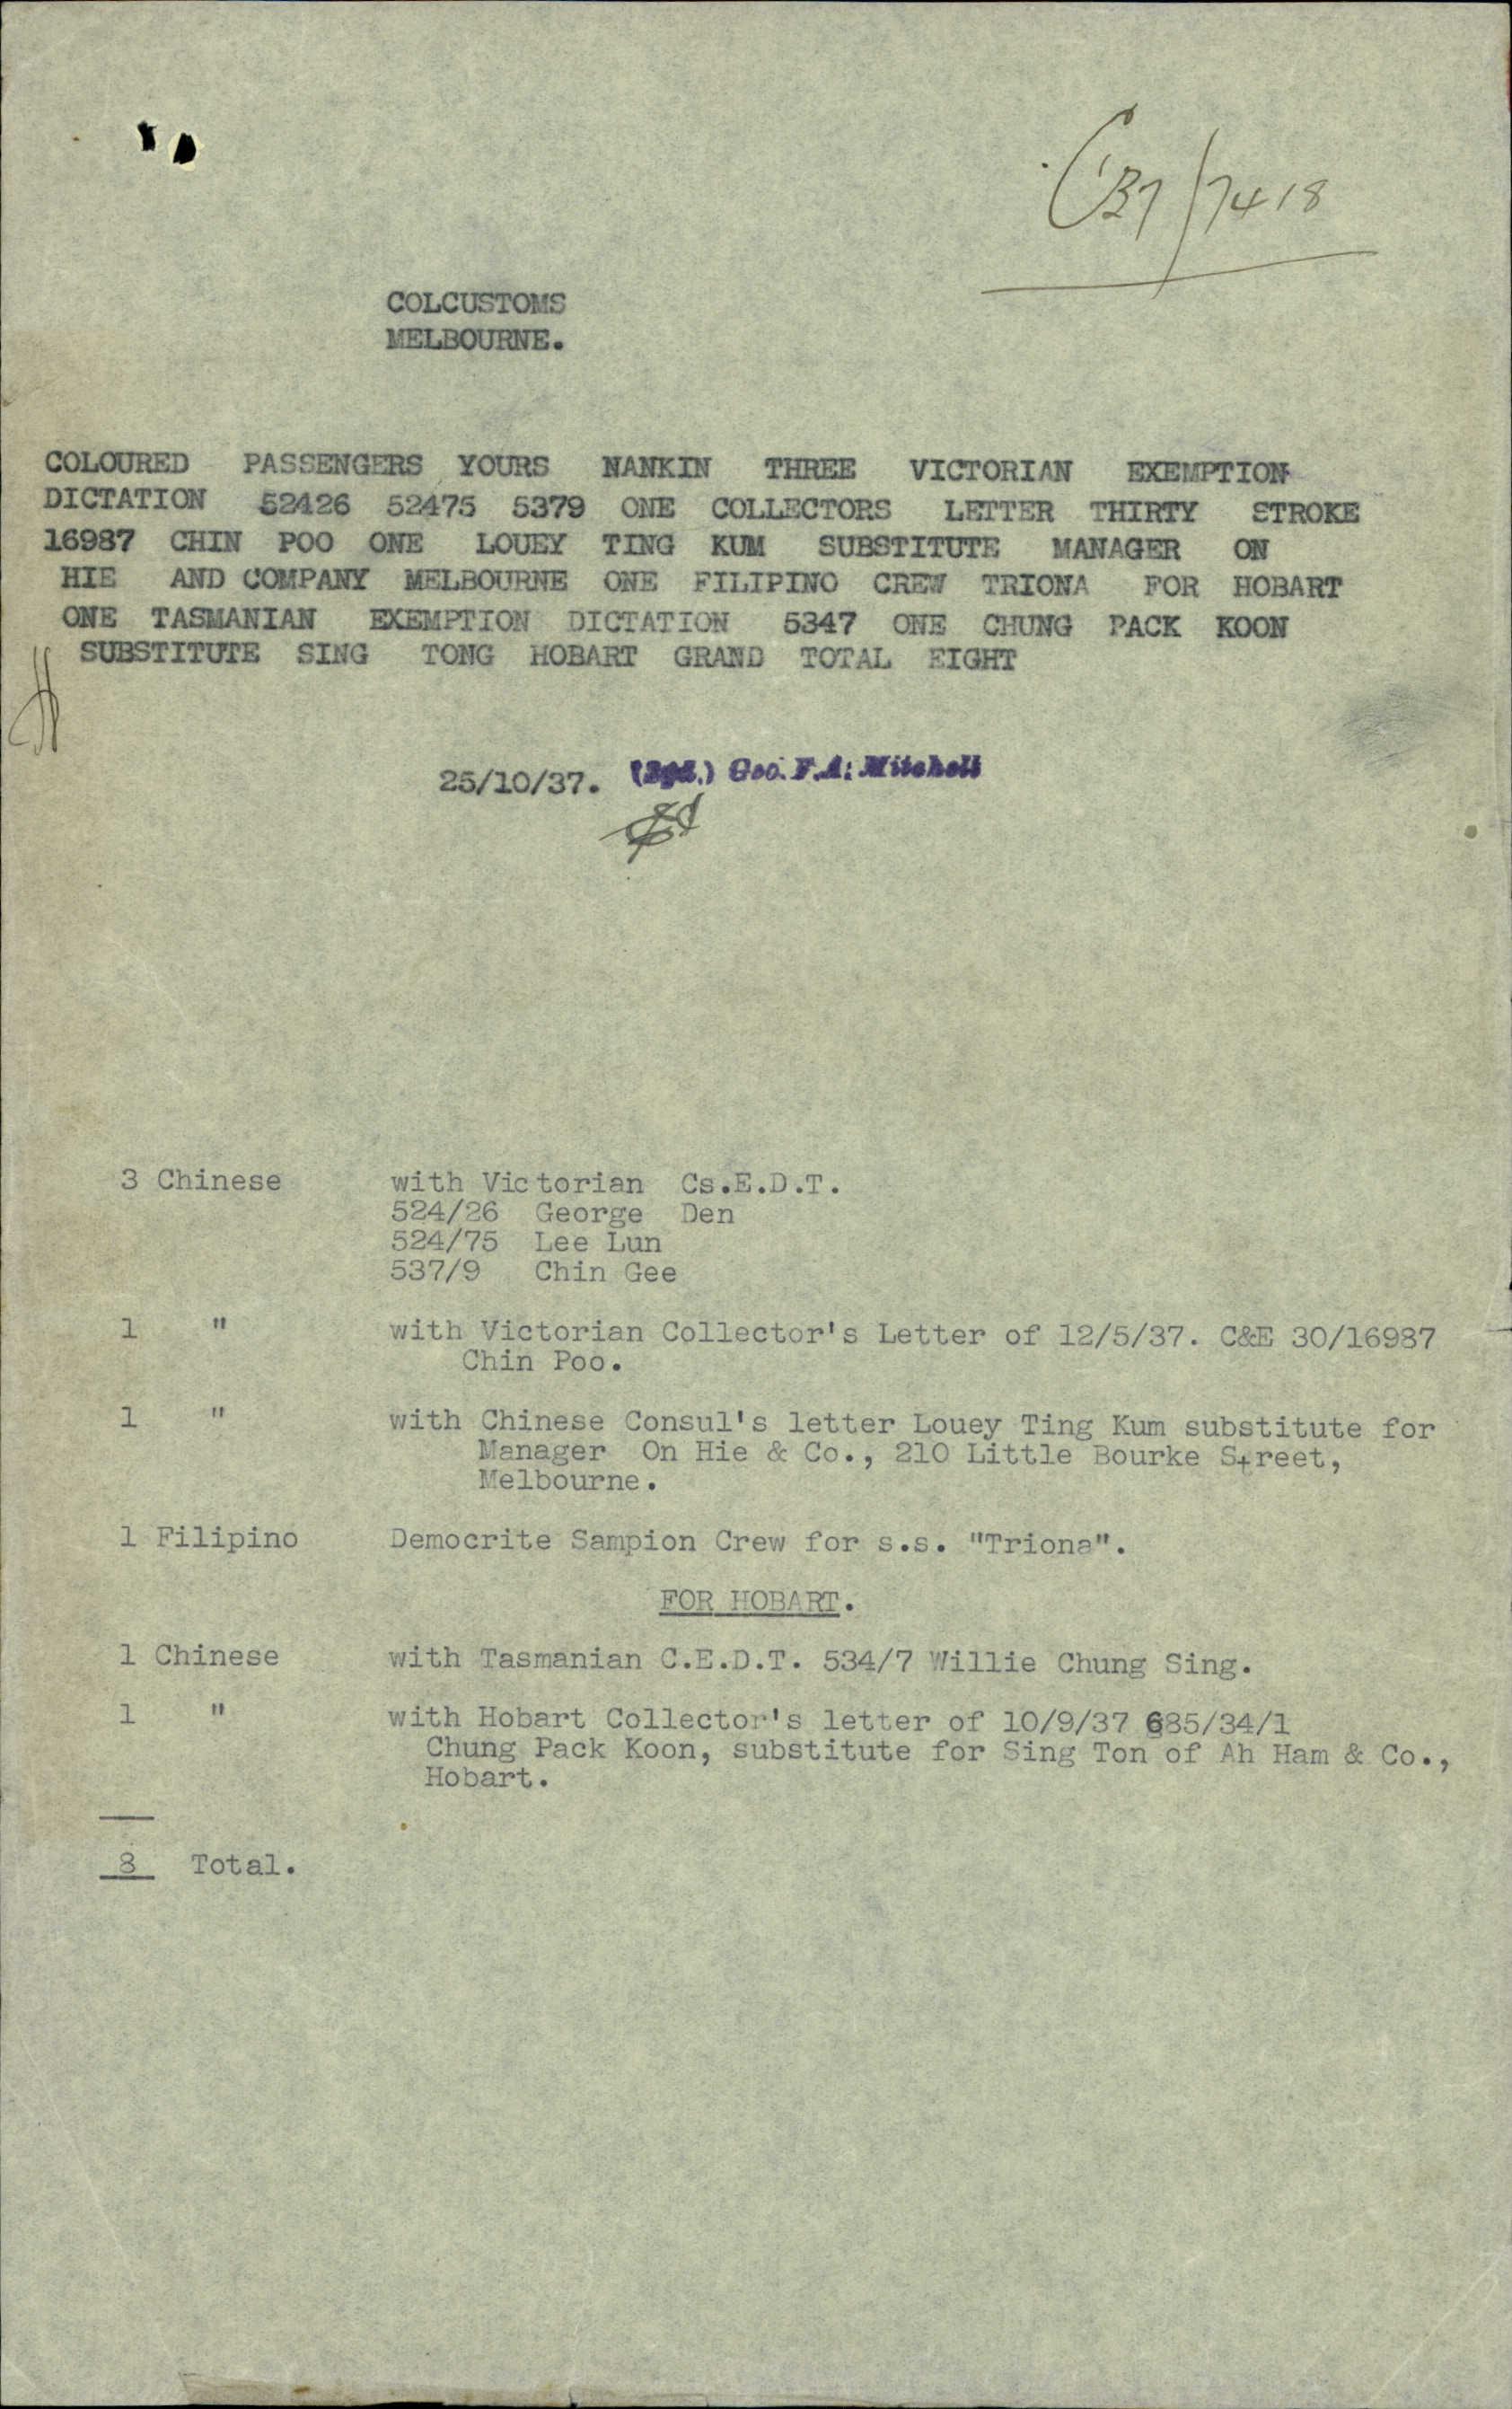 C37/7418
COLCUSTOMS
MELBOURNE.
COLOURED PASSENGERS YOURS NANKIN THREE VICTORIAN EXEMPTION
DICTATION 52426 52475 5379 ONE COLLECTORS LETTER THIRTY STROKE
16987 CHIN POO ONE LOUEY TING KUM SUBSTITUTE MANAGER ON
HIE AND COMPANY MELBOURNE ONE FILIPINO CREW TRIONA FOR HOBART
ONE TASMANIAN EXEMPTION DICTATION 5347 ONE CHUNG PACK KOON
SUBSTITUTE SING TONG HOBART GRAND TOTAL EIGHT
25/10/37. (Sgd.) Geo. F.A. Mitchell
3 Chinese with Victorian Cs.E.D.T.
524/26 George Den
524/75 Lee Lun
537/9 Chin Gee
1 " with Victorian Collector's Letter of 12/5/37. C&E 30/16987
Chin Poo.
1 " with Chinese Consul's letter Louey Ting Kum substitute for
Manager On Hie & Co., 210 Little Bourke Street,
Melbourne.
1 Filipino Democrite Sampion Crew for s.s. "Triona".
FOR HOBART.
1 Chinese with Tasmanian C.E.D.T. 534/7 Willie Chung Sing.
1 " with Hobart Collector's letter of 10/9/37 685/34/1
Chung Pack Koon, substitute for Sing Ton of Ah Ham & Co.,
Hobart.
8 Total.